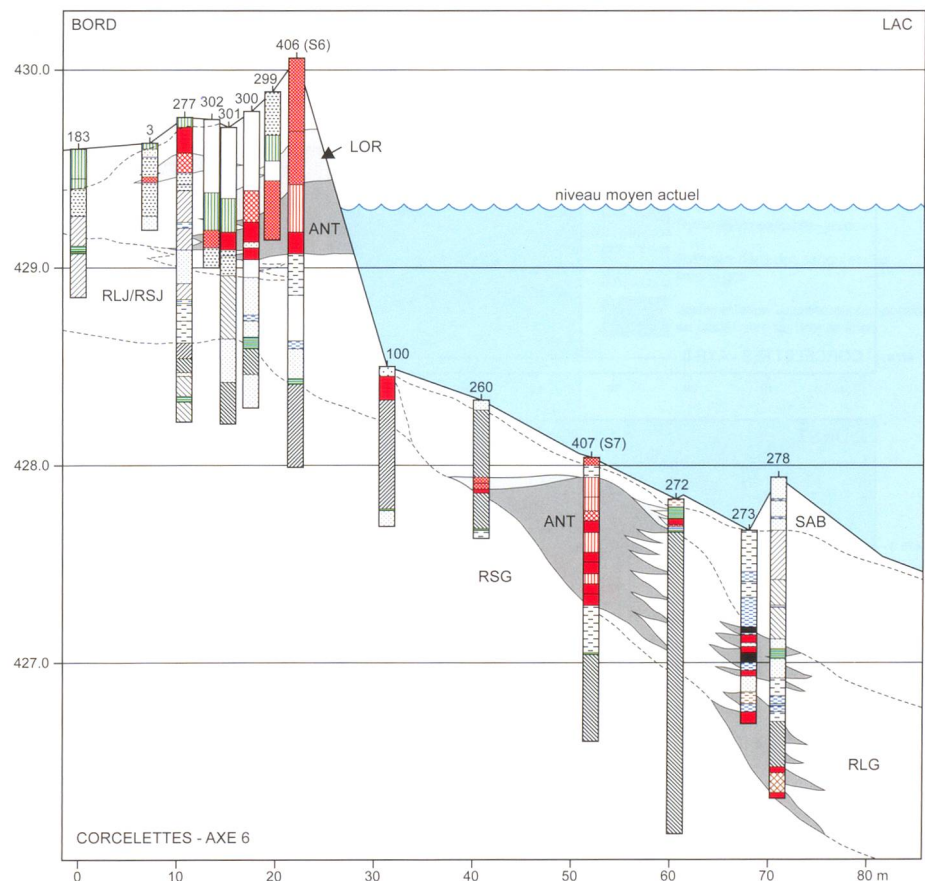 BORD
LAC
430.0
429.0
428.0
427.0
183
3
277
302
301
300
299
406 (S6)
LOR
ANT
niveau moyen actuel
RLJ/RSJ
100
260
407 (S7)
272
273
278
SAB
ANT
RSG
RLG
CORCELETTES - AXE 6
0 10 20 30 40 50 60 70 80 m